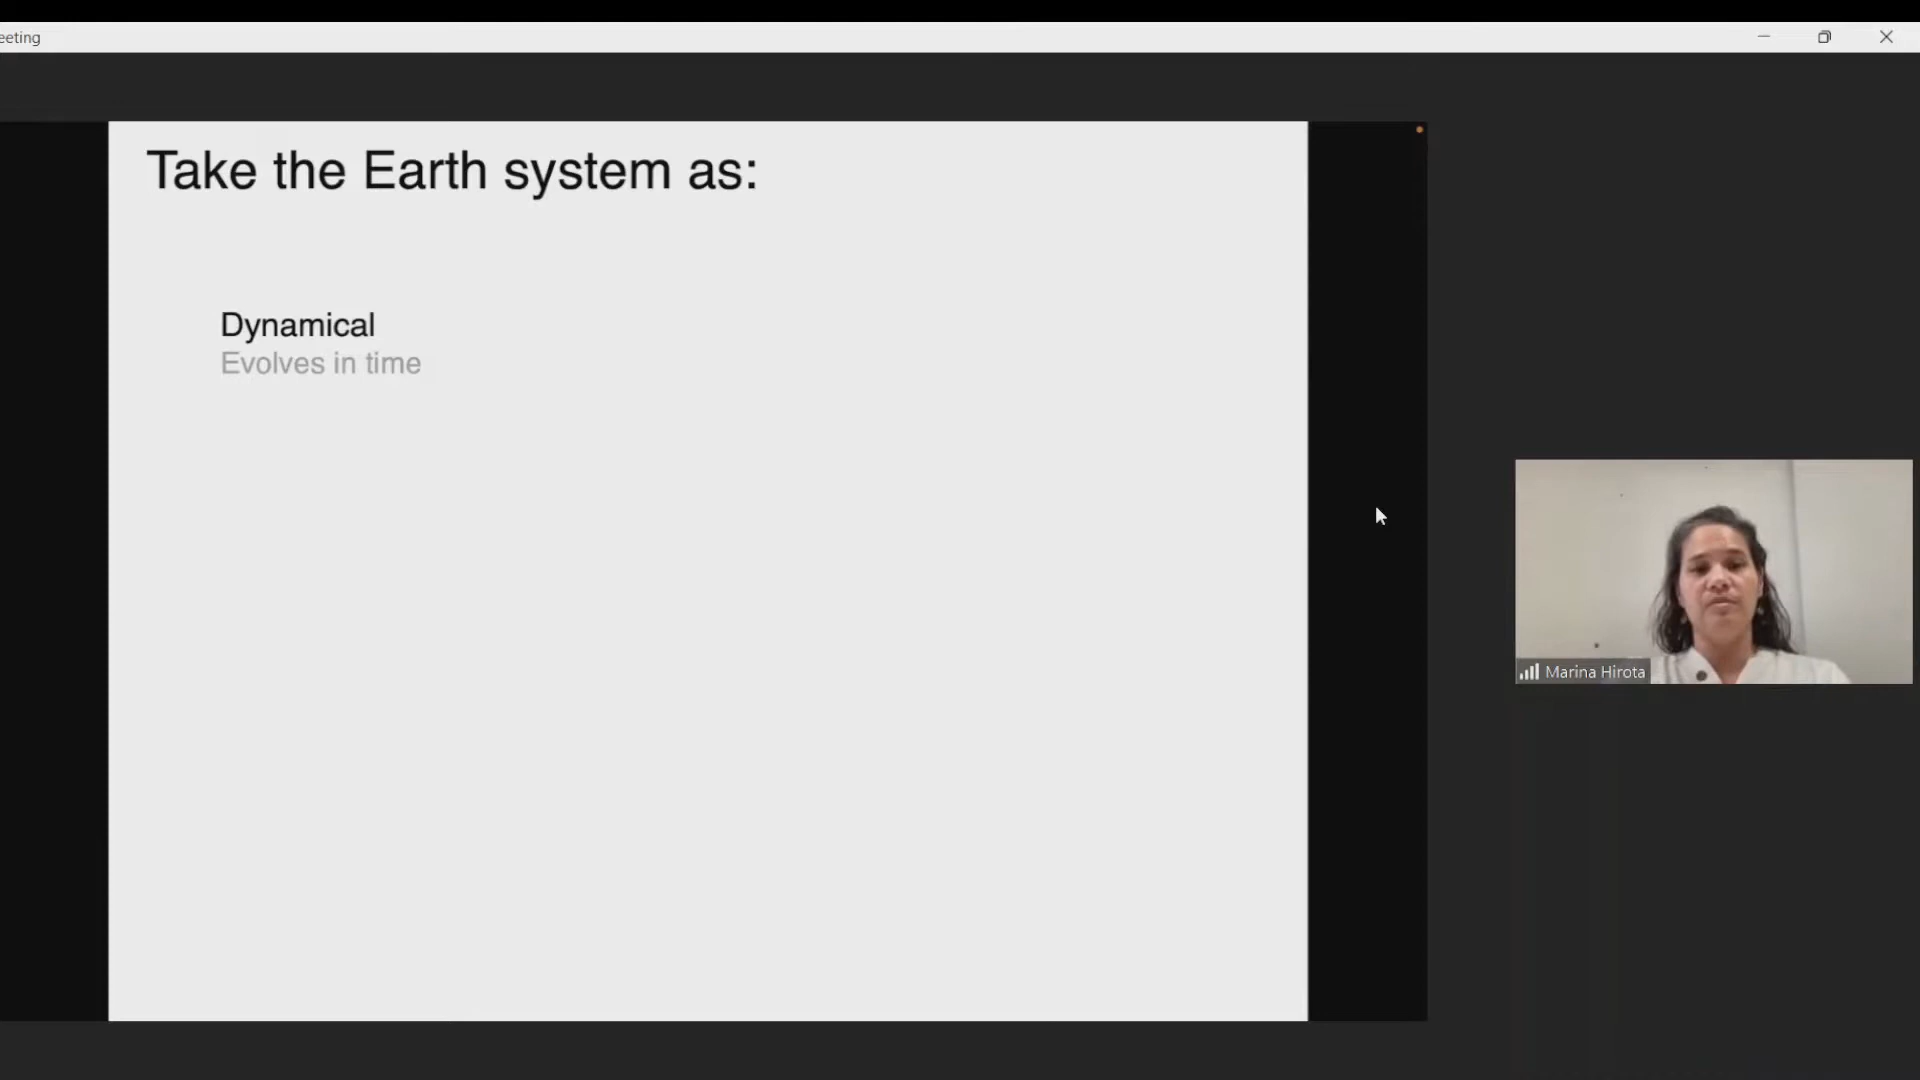 eeting
Take the Earth system as:
Dynamical
Evolves in time
Marina Hirota